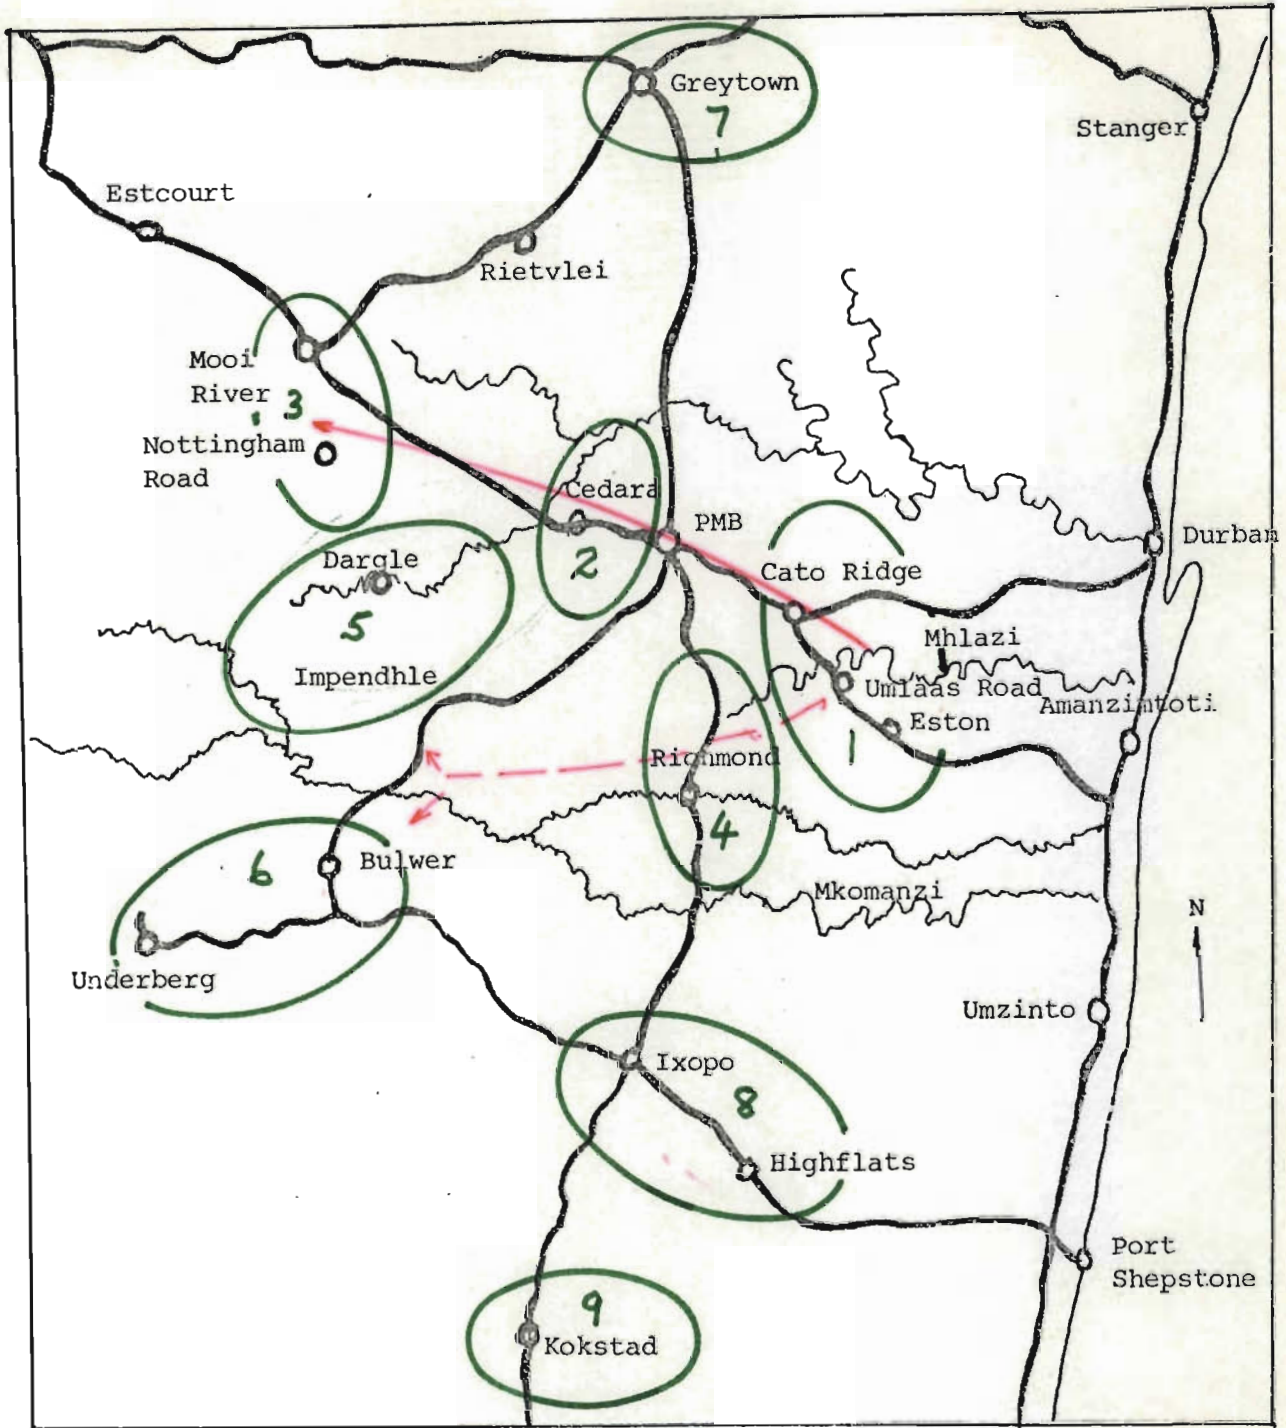 Greytown
7
Stanger
Estcourt
Rietvlei
Mooi
River
3
Nottingham
Road
Cedara
PMB
2
Durban
Dargle
Cato Ridge
5
Mhlazi
Impendhle
Umlaas Road
Amanzimtoti
Eston
Richmond
1
4
Bulwer
6
Mkomanzi
N
Underberg
Umzinto
Ixopo
8
Highflats
Port
Shepstone
9
Kokstad